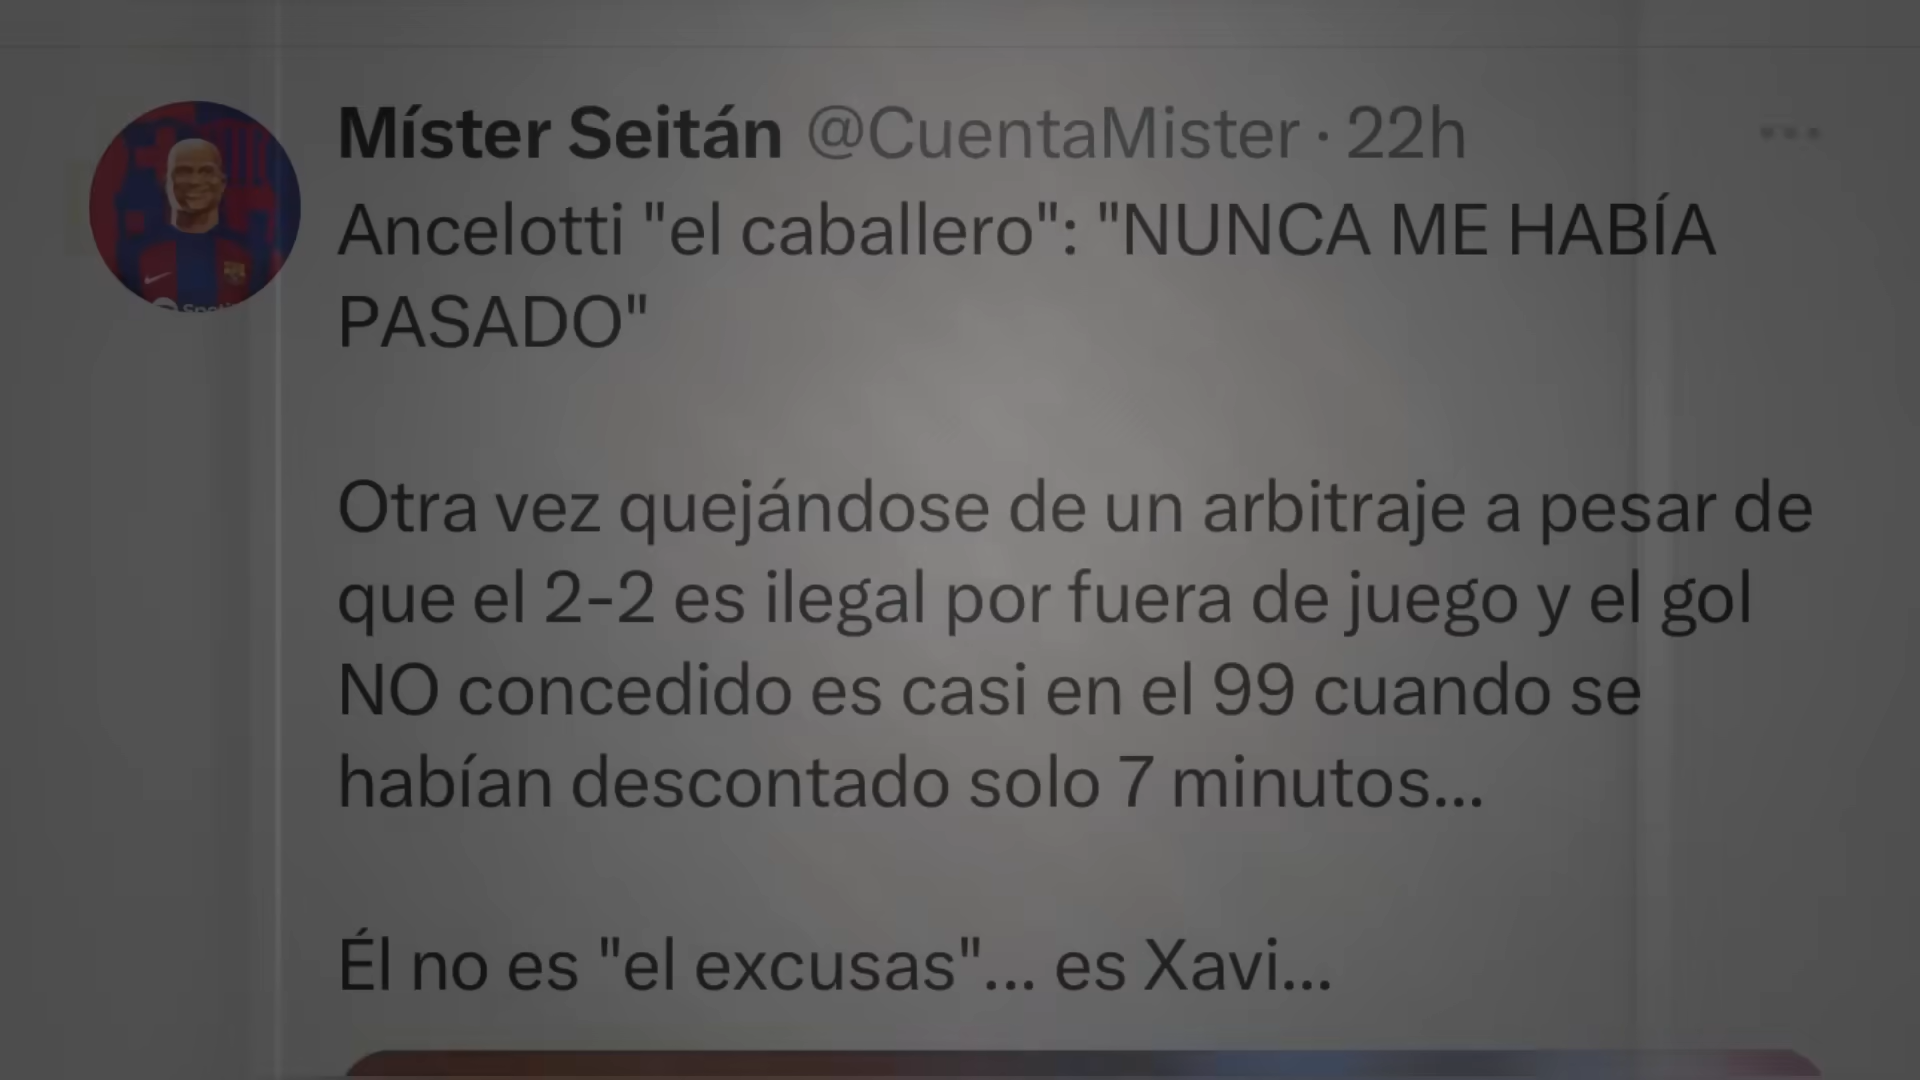 Míster Seitán @CuentaMister · 22h
Ancelotti "el caballero": "NUNCA ME HABÍA
PASADO"
Otra vez quejándose de un arbitraje a pesar de
que el 2-2 es ilegal por fuera de juego y el gol
NO concedido es casi en el 99 cuando se
habían descontado solo 7 minutos...
Él no es "el excusas"... es Xavi...